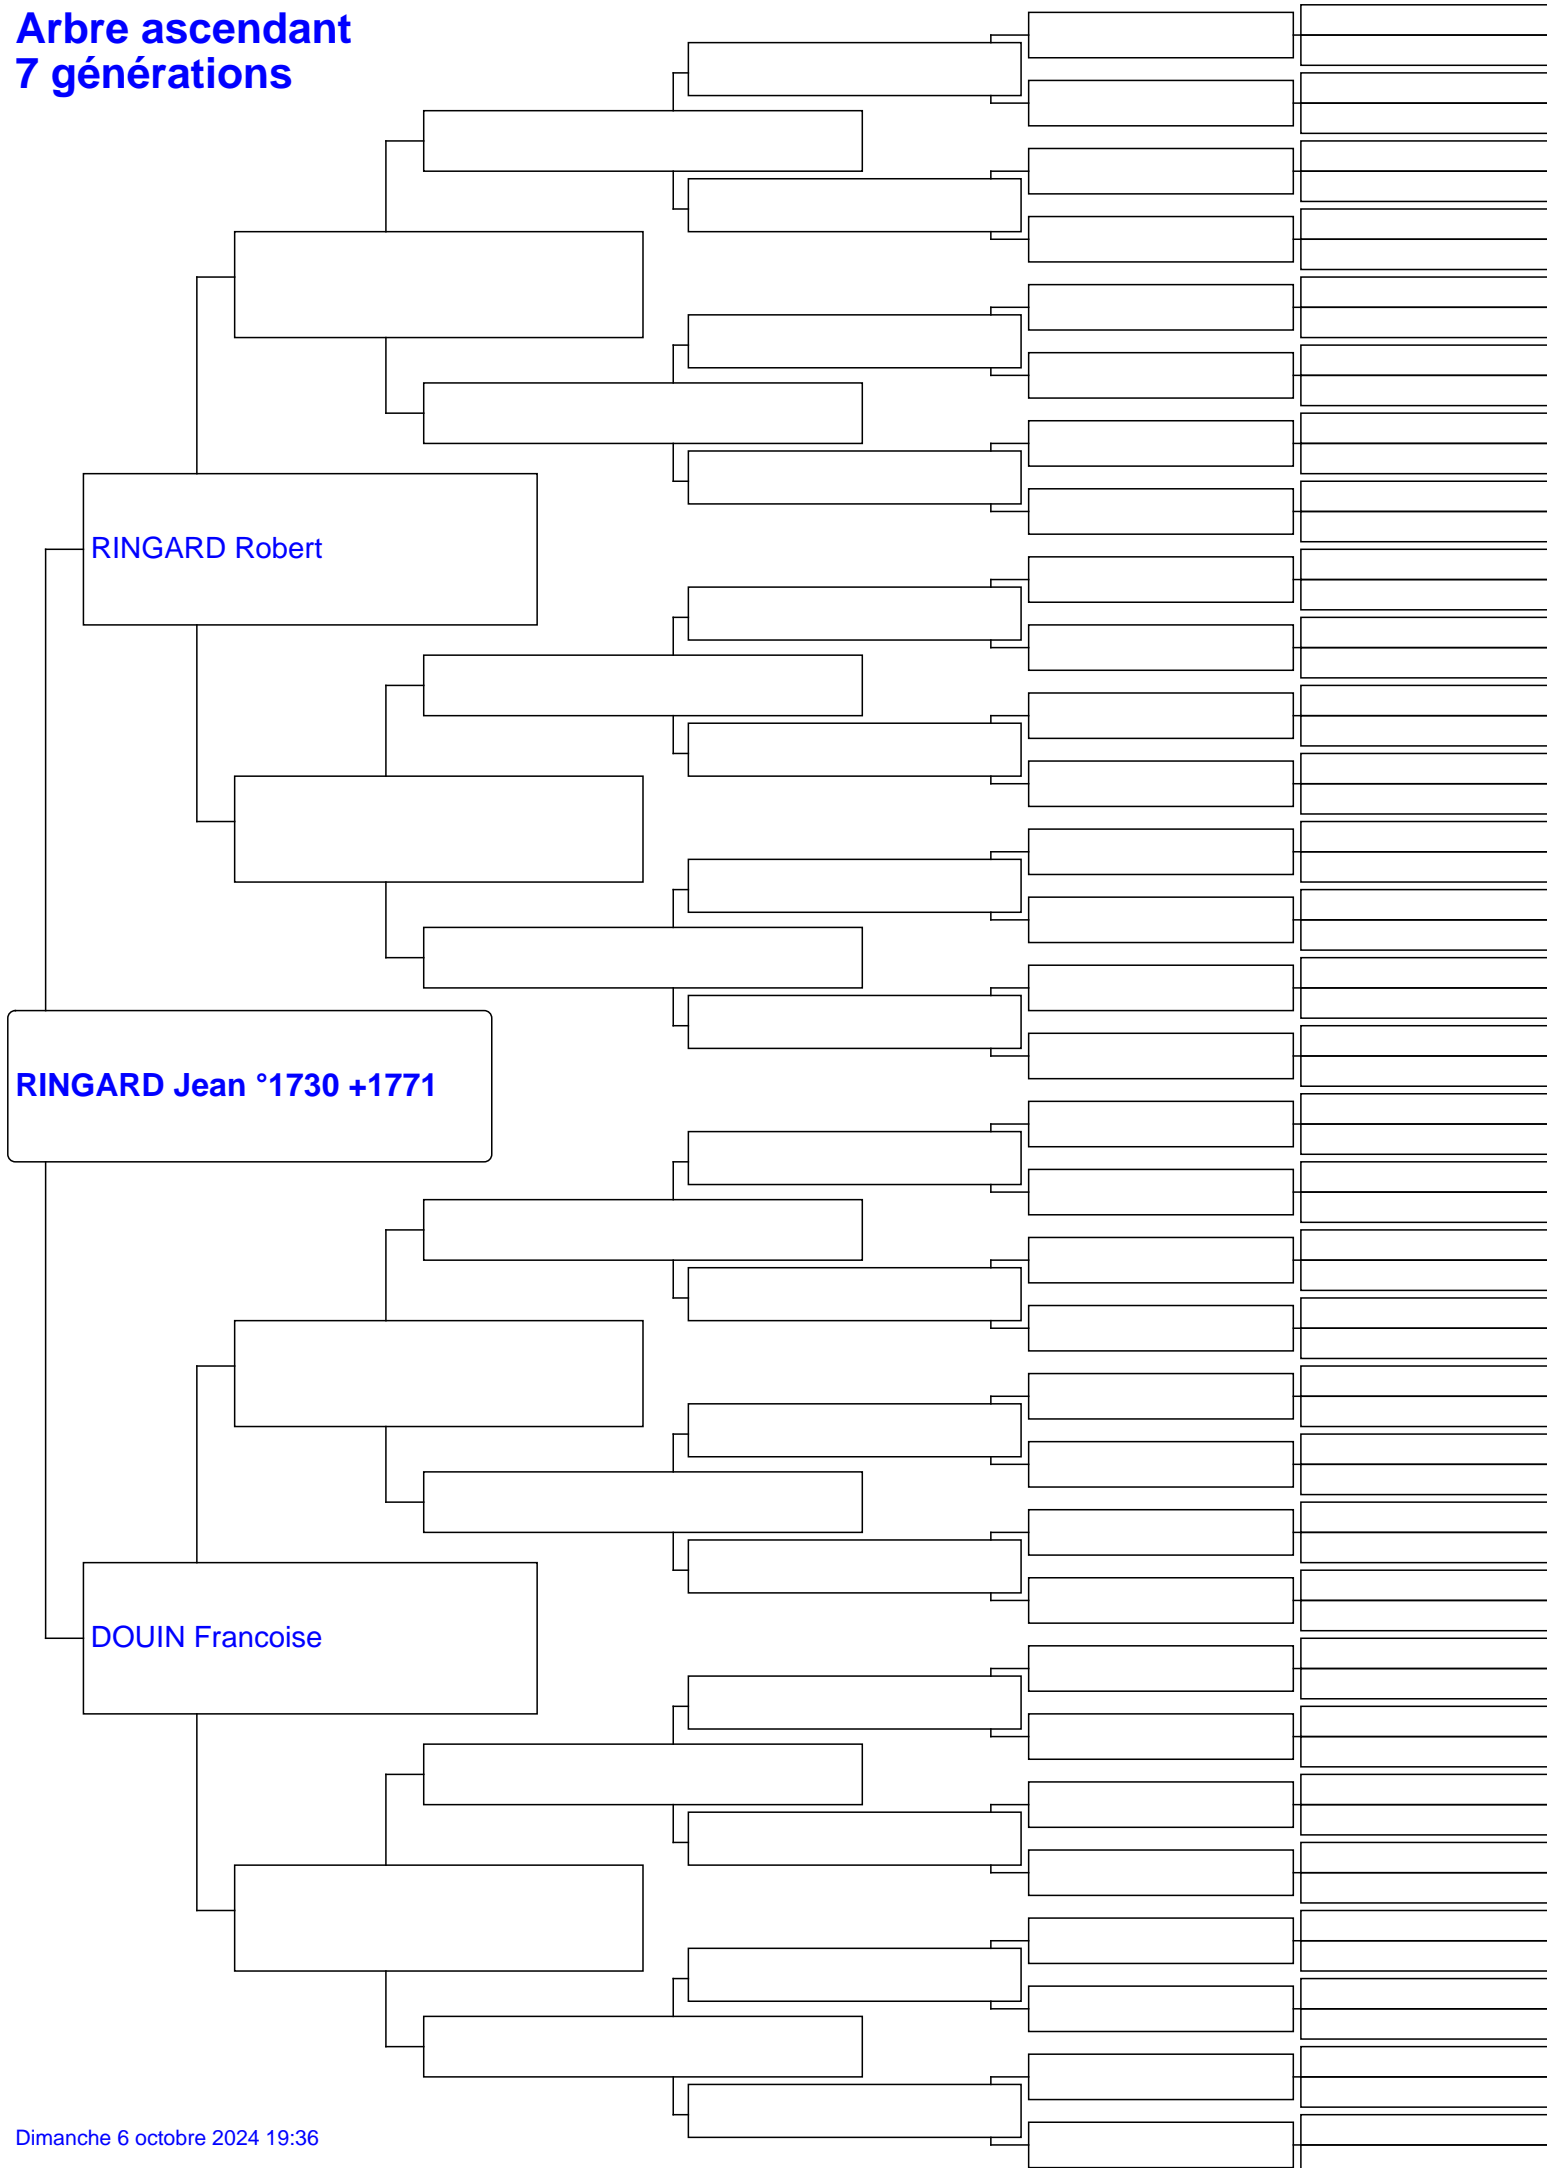 Arbre ascendant
7 générations
RINGARD Robert
RINGARD Jean °1730 +1771
DOUIN Francoise
Dimanche 6 octobre 2024 19:36